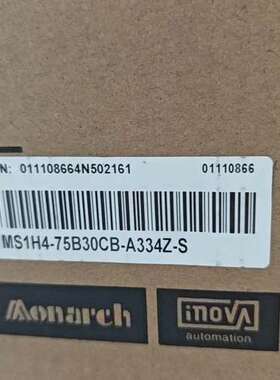 N: 011108664N502161 01110866
MS1H4-75B30CB-A334Z-S
Monarch inovA
automation